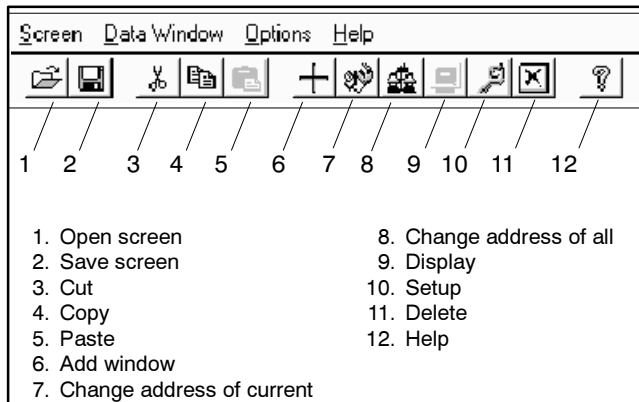 Screen Data Window Options Help
1 2 3 4 5 6 7 8 9 10 11 12
1. Open screen
2. Save screen
3. Cut
4. Copy
5. Paste
6. Add window
7. Change address of current
8. Change address of all
9. Display
10. Setup
11. Delete
12. Help